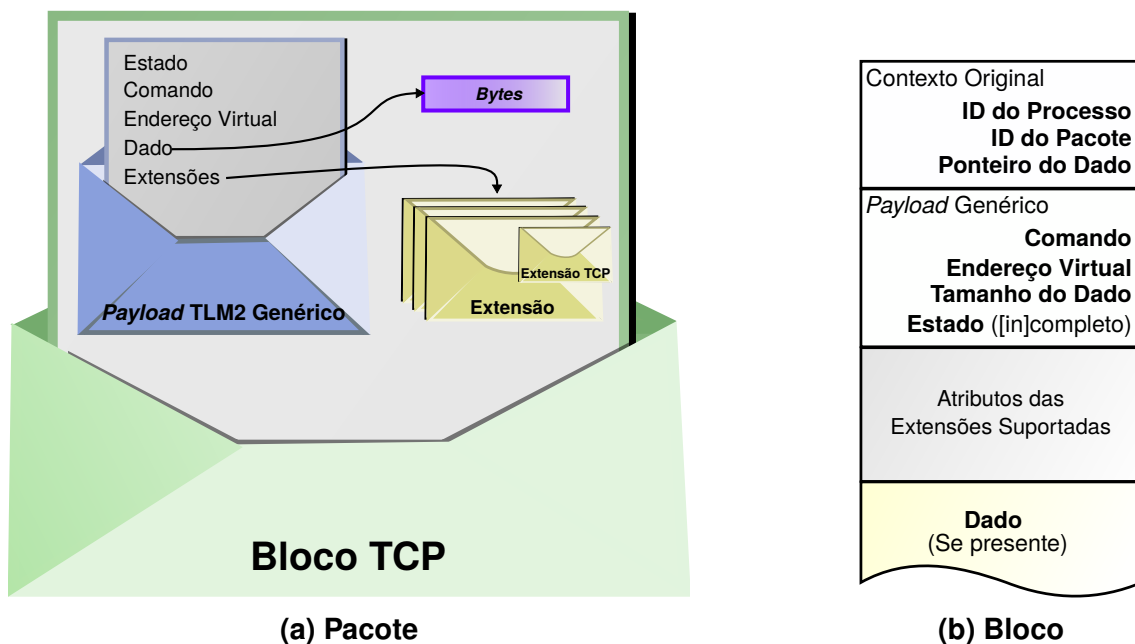 Estado
Comando
Endereço Virtual
Dado
Extensões
Bytes
Extensão TCP
Extensão
Payload TLM2 Genérico
Bloco TCP
(a) Pacote
Contexto Original
ID do Processo
ID do Pacote
Ponteiro do Dado
Payload Genérico
Comando
Endereço Virtual
Tamanho do Dado
Estado ([in]completo)
Atributos das
Extensões Suportadas
Dado
(Se presente)
(b) Bloco